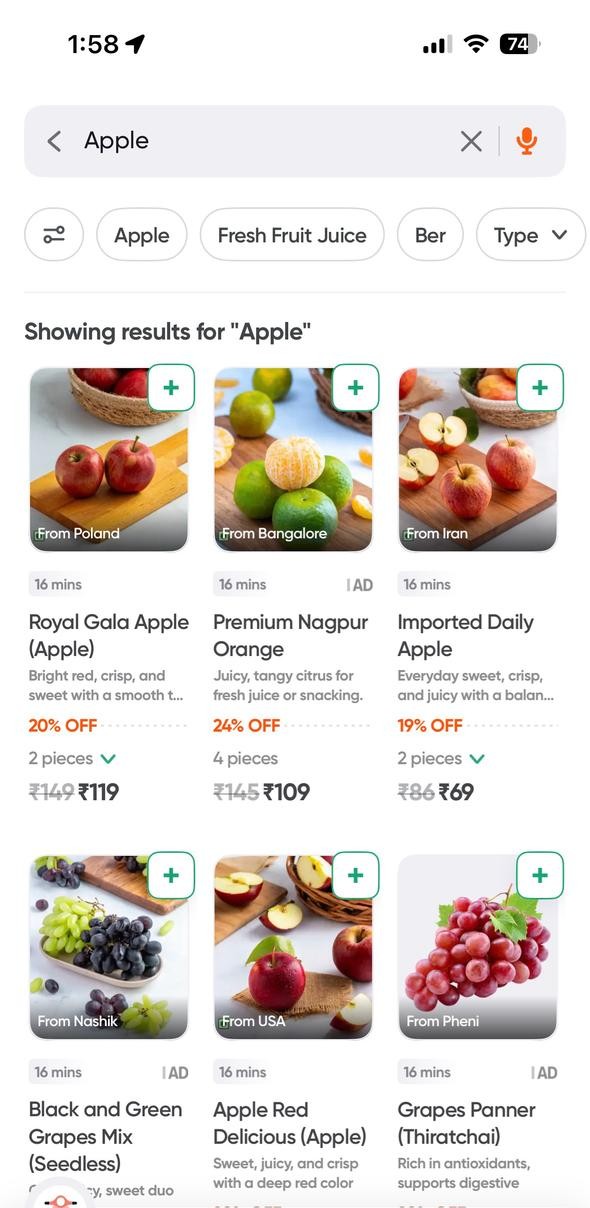 1:58
74
Apple
Apple
Fresh Fruit Juice
Ber
Type
Showing results for "Apple"
From Poland
From Bangalore
From Iran
16 mins
16 mins
AD
16 mins
Royal Gala Apple
(Apple)
Premium Nagpur
Orange
Imported Daily
Apple
Bright red, crisp, and
sweet with a smooth t...
Juicy, tangy citrus for
fresh juice or snacking.
Everyday sweet, crisp,
and juicy with a balan...
20% OFF
24% OFF
19% OFF
2 pieces
4 pieces
2 pieces
₹149 ₹119
₹145 ₹109
₹86 ₹69
From Nashik
From USA
From Pheni
16 mins
AD
16 mins
16 mins
AD
Black and Green
Grapes Mix
(Seedless)
Apple Red
Delicious (Apple)
Grapes Panner
(Thiratchai)
sweet duo
Sweet, juicy, and crisp
with a deep red color
Rich in antioxidants,
supports digestive